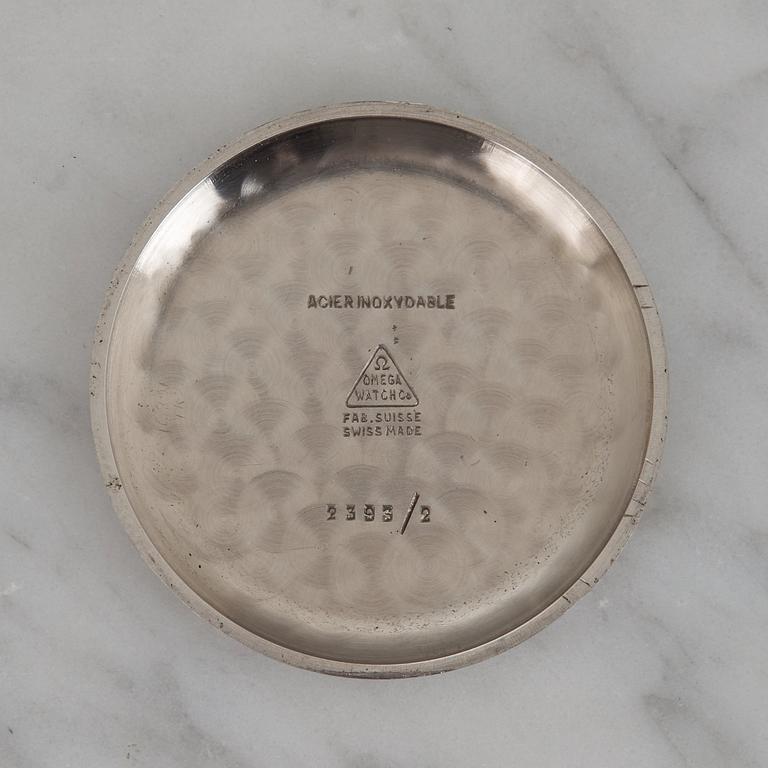 ACIER INOXYDABLE
Ω
OMEGA
WATCH Co
FAB. SUISSE
SWISS MADE
2393/2